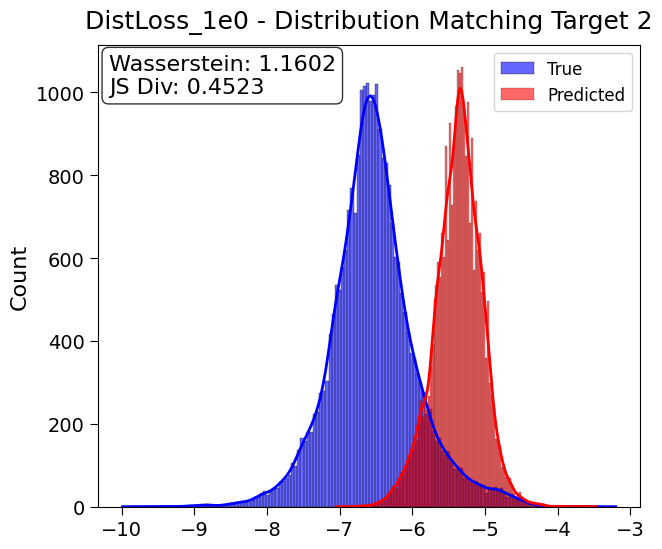 DistLoss_1e0 - Distribution Matching Target 2
Wasserstein: 1.1602
JS Div: 0.4523
True
Predicted
Count
1000
800
600
400
200
0
−10
−9
−8
−7
−6
−5
−4
−3